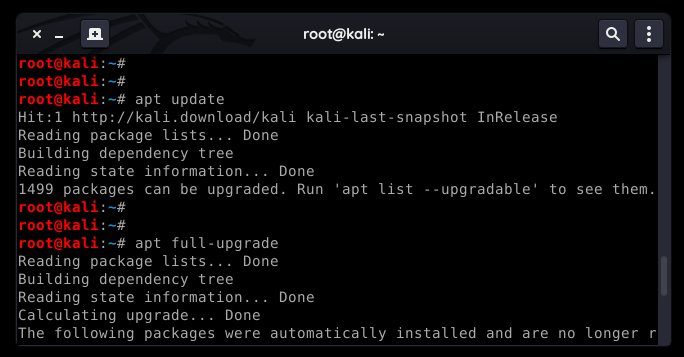 root@kali: ~
root@kali:~#
root@kali:~#
root@kali:~# apt update
Hit:1 http://kali.download/kali kali-last-snapshot InRelease
Reading package lists... Done
Building dependency tree
Reading state information... Done
1499 packages can be upgraded. Run 'apt list --upgradable' to see them.
root@kali:~#
root@kali:~#
root@kali:~# apt full-upgrade
Reading package lists... Done
Building dependency tree
Reading state information... Done
Calculating upgrade... Done
The following packages were automatically installed and are no longer r